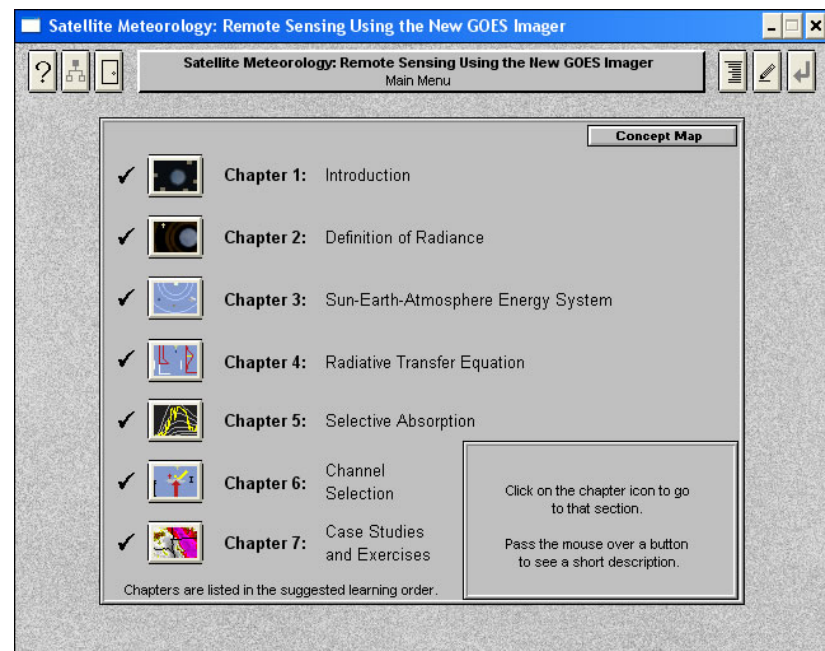 Satellite Meteorology: Remote Sensing Using the New GOES Imager
?
Satellite Meteorology: Remote Sensing Using the New GOES Imager
Main Menu
Concept Map
Chapter 1: Introduction
Chapter 2: Definition of Radiance
Chapter 3: Sun-Earth-Atmosphere Energy System
Chapter 4: Radiative Transfer Equation
Chapter 5: Selective Absorption
Chapter 6: Channel
Selection
Chapter 7: Case Studies
and Exercises
Click on the chapter icon to go
to that section.
Pass the mouse over a button
to see a short description.
Chapters are listed in the suggested learning order.